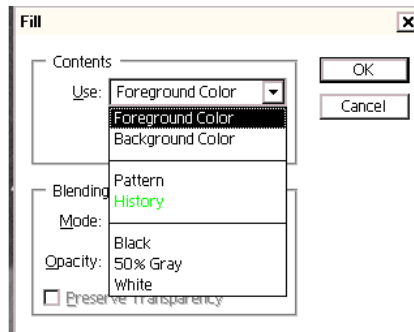 Fill
Contents
Use: Foreground Color
OK
Cancel
Foreground Color
Background Color
Pattern
History
Black
50% Gray
White
Blending
Mode:
Opacity:
Preserve Transparency